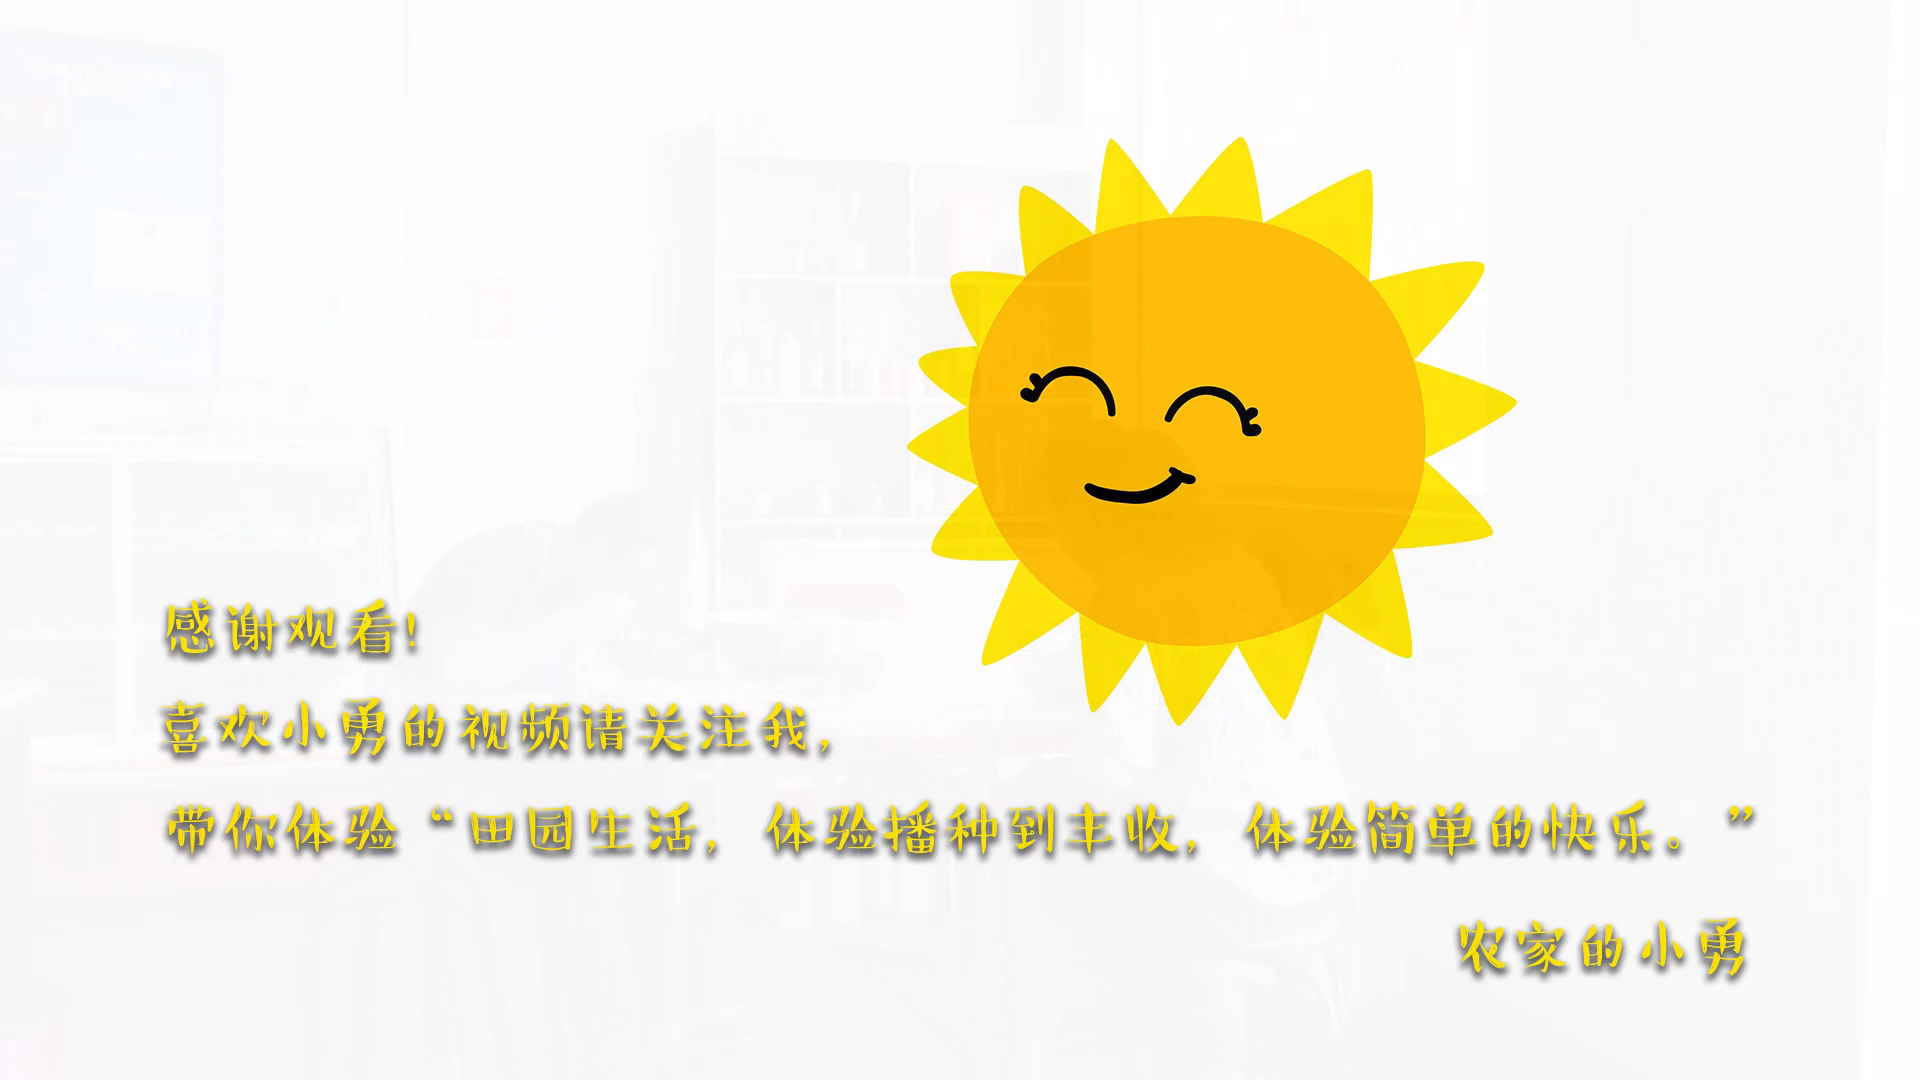 感谢观看!
喜欢小勇的视频请关注我,
带你体验“田园生活, 体验播种到丰收, 体验简单的快乐。”
农家的小勇